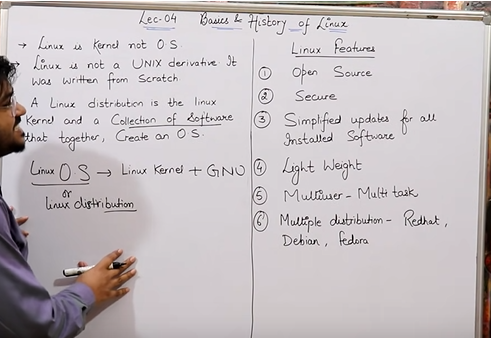 Lec-04 Basics & History of Linux
→ Linux is Kernel not O S
→ Linux is not a UNIX derivative It
was written from Scratch
A Linux distribution is the linux
Kernel and a Collection of Software
that together, Create an O S.
Linux O.S → Linux Kernel + GNU
or
linux distribution
Linux Features
① Open Source
② Secure
③ Simplified updates for all
Installed Software
④ Light Weight
⑤ Multiuser - Multi task
⑥ Multiple distribution - Redhat,
Debian, fedora